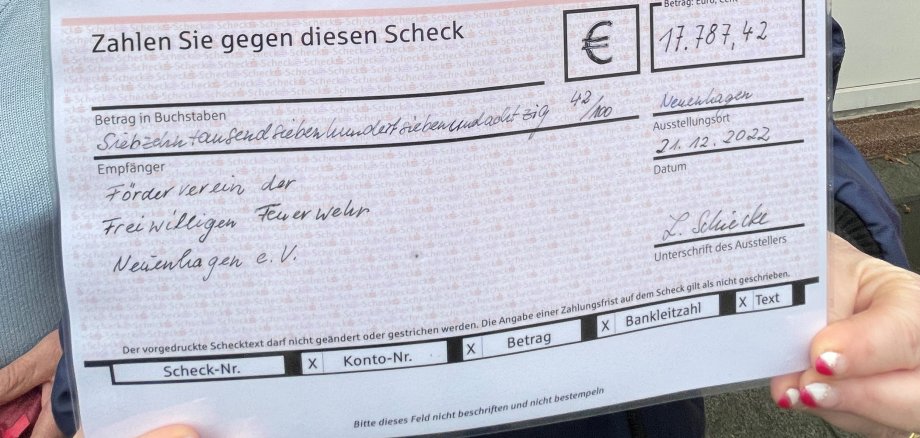 Betrag: Euro, Cent
Zahlen Sie gegen diesen Scheck
€
17.787,42
Betrag in Buchstaben
Siebzehntausendsiebenhundertsiebenundachtzig 42/100
Neuenhagen
Ausstellungsort
Empfänger
21.12.2022
Datum
Förderverein der
Freiwilligen Feuerwehr
Neuenhagen e.V.
L. Schiecke
Unterschrift des Ausstellers
Der vorgedruckte Schecktext darf nicht geändert oder gestrichen werden. Die Angabe einer Zahlungsfrist auf dem Scheck gilt als nicht geschrieben.
Scheck-Nr. X Konto-Nr. X Betrag X Bankleitzahl X Text
Bitte dieses Feld nicht beschriften und nicht bestempeln